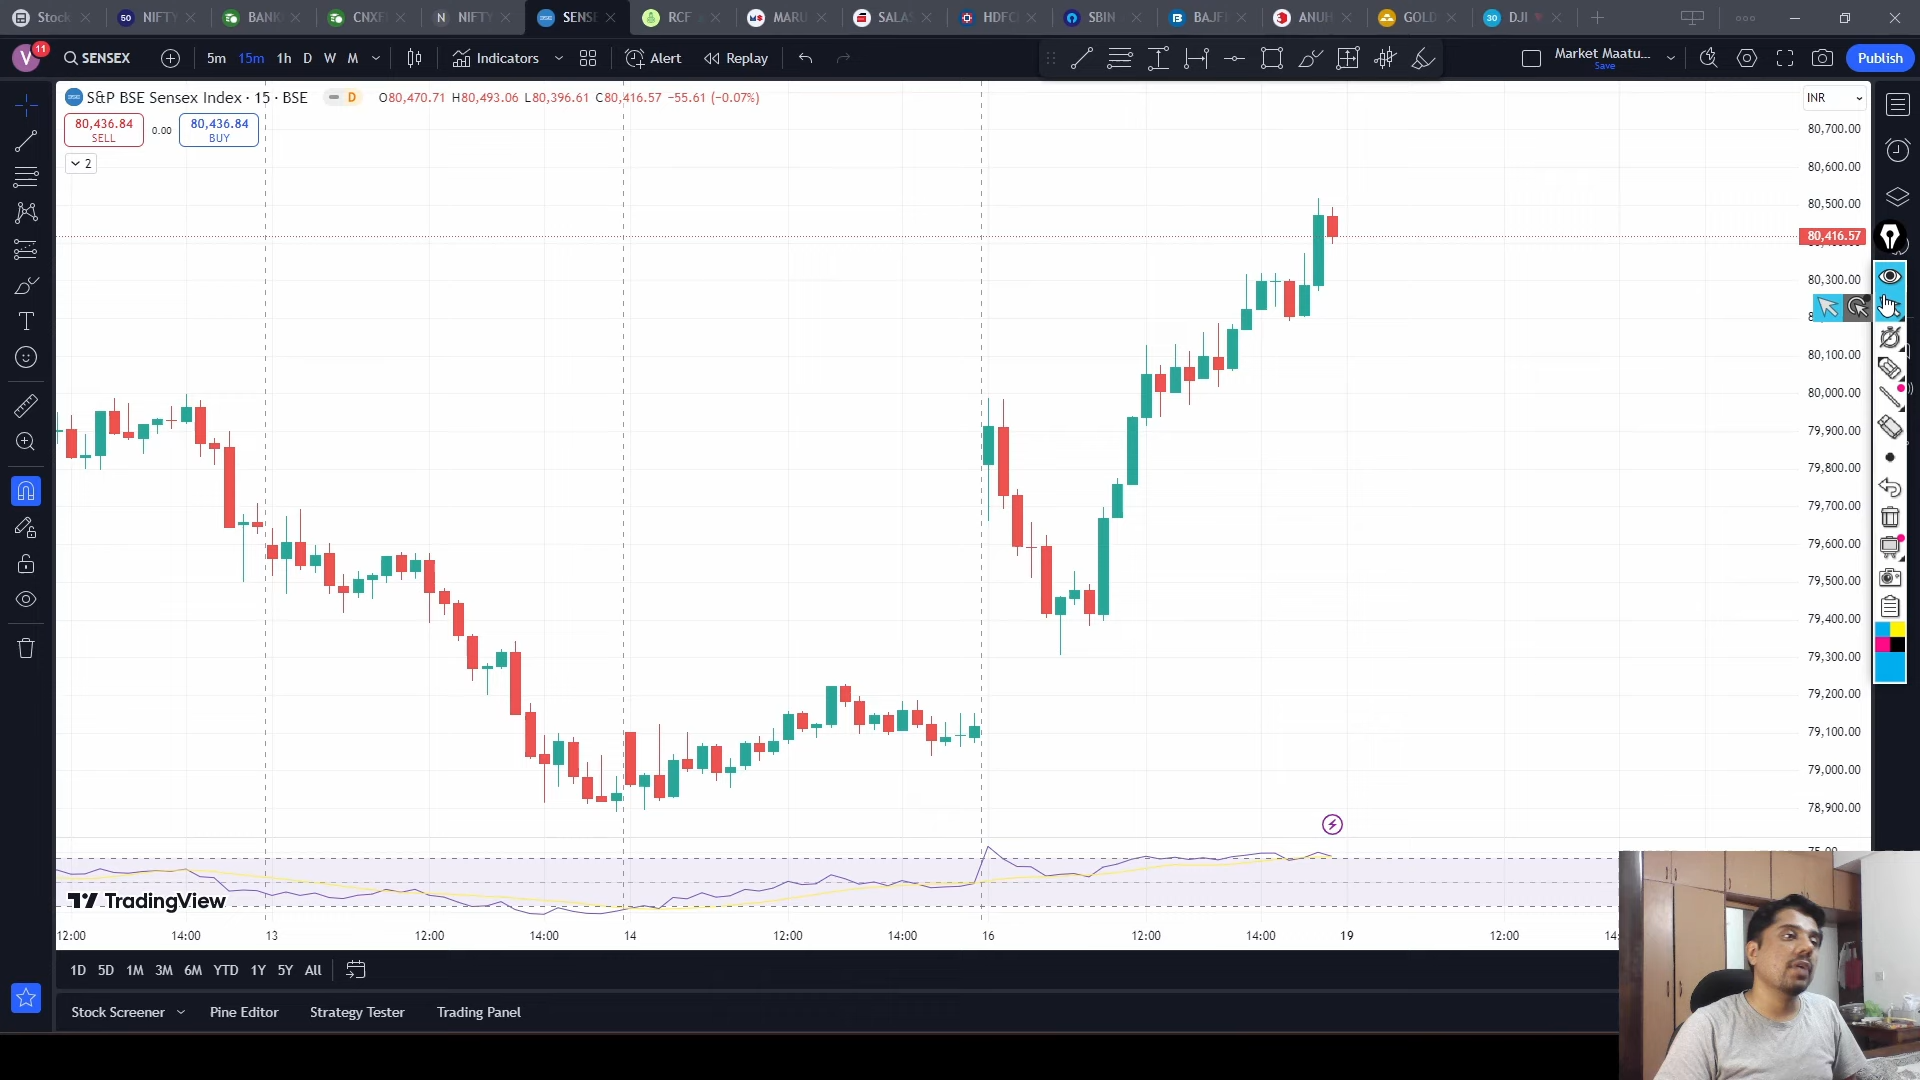 Stock
50 NIFTY
BANK
CNXF
N NIFTY
SENSE
RCF
MARU
SALAS
HDFC
SBIN
BAJFI
ANUH
GOLD
30 DJI
V 11
SENSEX
5m 15m 1h D W M
Indicators
Alert
Replay
Market Maatu...
Save
Publish
S&P BSE Sensex Index · 15 · BSE
D
O80,470.71 H80,493.06 L80,396.61 C80,416.57 −55.61 (−0.07%)
INR
80,436.84
SELL
0.00
80,436.84
BUY
2
80,700.00
80,600.00
80,500.00
80,416.57
80,300.00
80,100.00
80,000.00
79,900.00
79,800.00
79,700.00
79,600.00
79,500.00
79,400.00
79,300.00
79,200.00
79,100.00
79,000.00
78,900.00
TradingView
12:00 14:00 13 12:00 14:00 14 12:00 14:00 16 12:00 14:00 19 12:00
1D 5D 1M 3M 6M YTD 1Y 5Y All
Stock Screener Pine Editor Strategy Tester Trading Panel